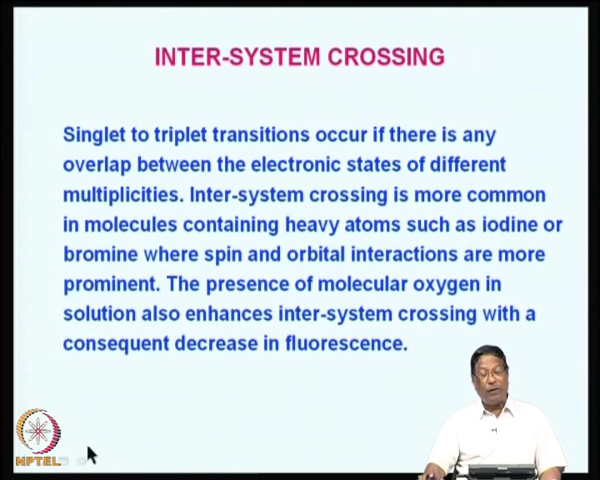 INTER-SYSTEM CROSSING
Singlet to triplet transitions occur if there is any
overlap between the electronic states of different
multiplicities. Inter-system crossing is more common
in molecules containing heavy atoms such as iodine or
bromine where spin and orbital interactions are more
prominent. The presence of molecular oxygen in
solution also enhances inter-system crossing with a
consequent decrease in fluorescence.
NPTEL